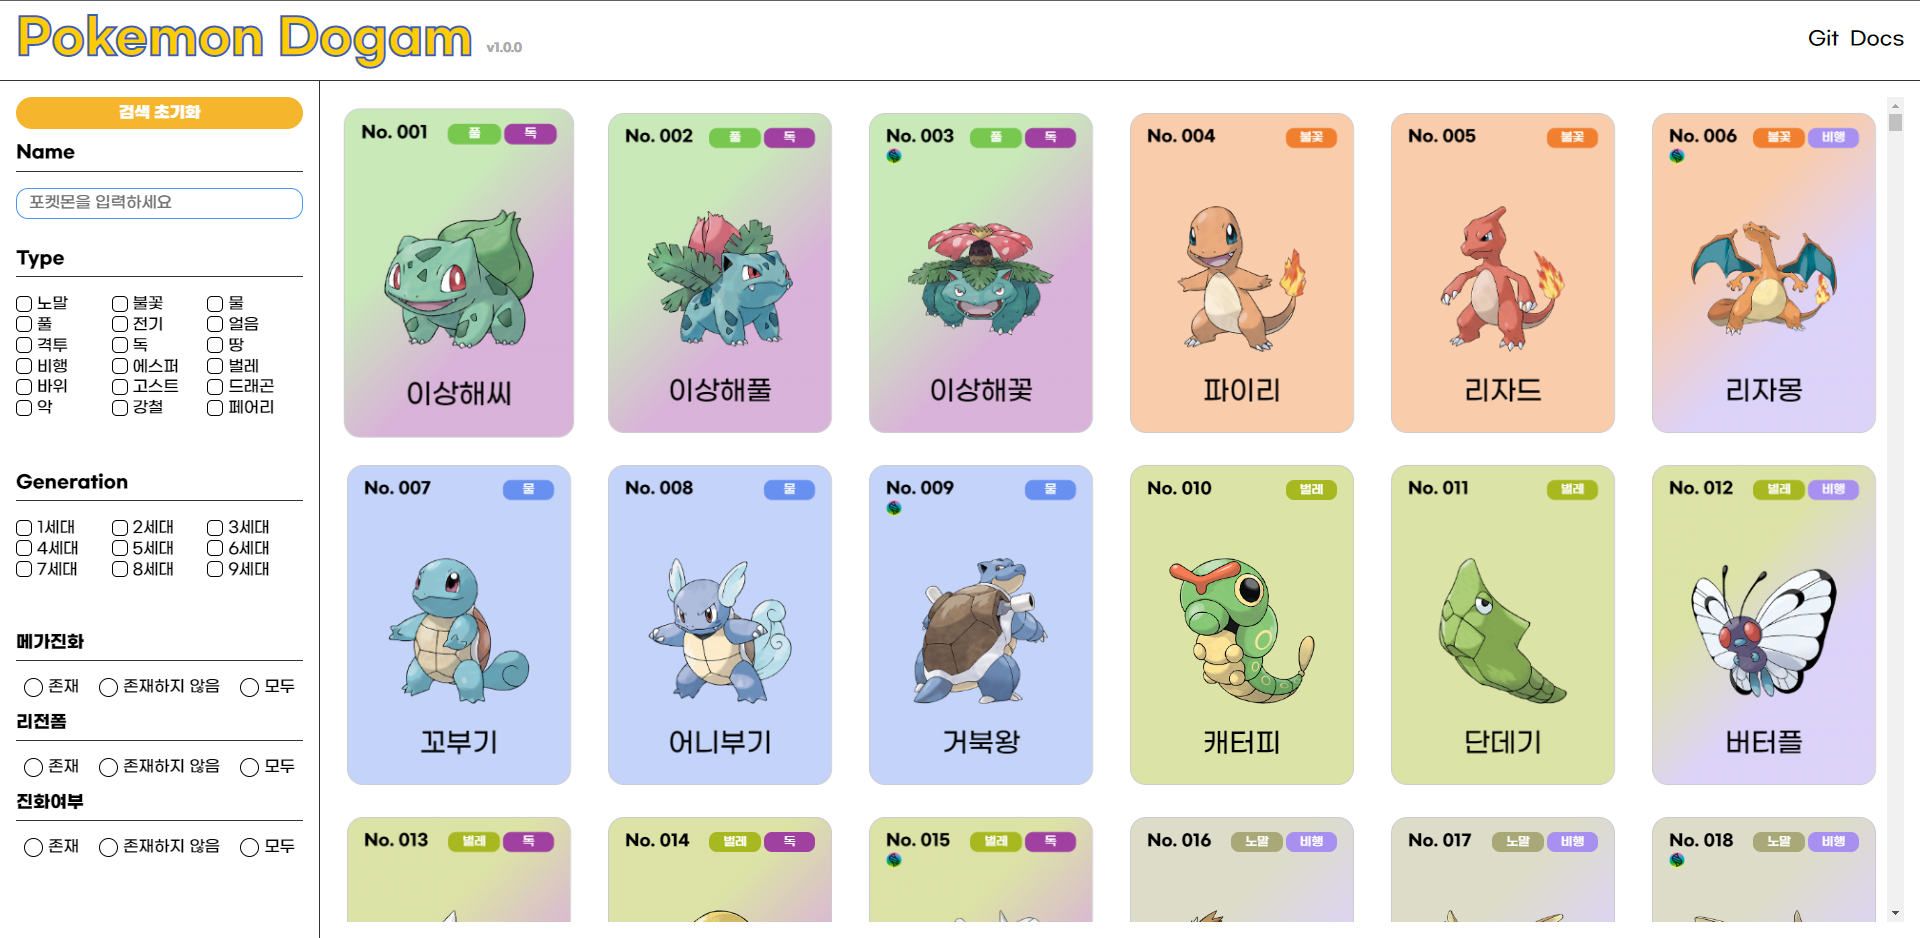 Pokemon Dogam v1.0.0
Git Docs
검색 초기화
Name
포켓몬을 입력하세요
Type
노말 불꽃 물
풀 전기 얼음
격투 독 땅
비행 에스퍼 벌레
바위 고스트 드래곤
악 강철 페어리
Generation
1세대 2세대 3세대
4세대 5세대 6세대
7세대 8세대 9세대
메가진화
존재 존재하지 않음 모두
리전폼
존재 존재하지 않음 모두
진화여부
존재 존재하지 않음 모두
No. 001 풀 독
이상해씨
No. 002 풀 독
이상해풀
No. 003 풀 독
이상해꽃
No. 004 불꽃
파이리
No. 005 불꽃
리자드
No. 006 불꽃 비행
리자몽
No. 007 물
꼬부기
No. 008 물
어니부기
No. 009 물
거북왕
No. 010 벌레
캐터피
No. 011 벌레
단데기
No. 012 벌레 비행
버터플
No. 013 벌레 독
No. 014 벌레 독
No. 015 벌레 독
No. 016 노말 비행
No. 017 노말 비행
No. 018 노말 비행